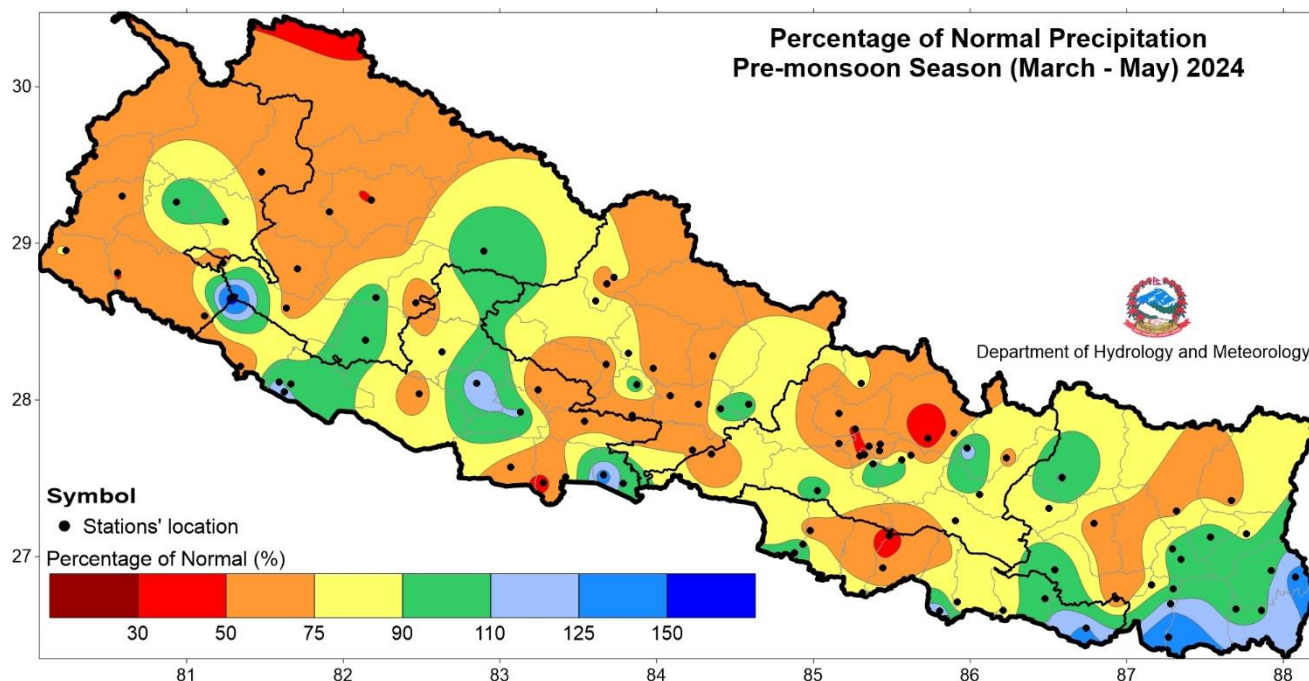 Percentage of Normal Precipitation
Pre-monsoon Season (March - May) 2024
30
29
28
27
Department of Hydrology and Meteorology
Symbol
Stations' location
Percentage of Normal (%)
30 50 75 90 110 125 150
81 82 83 84 85 86 87 88